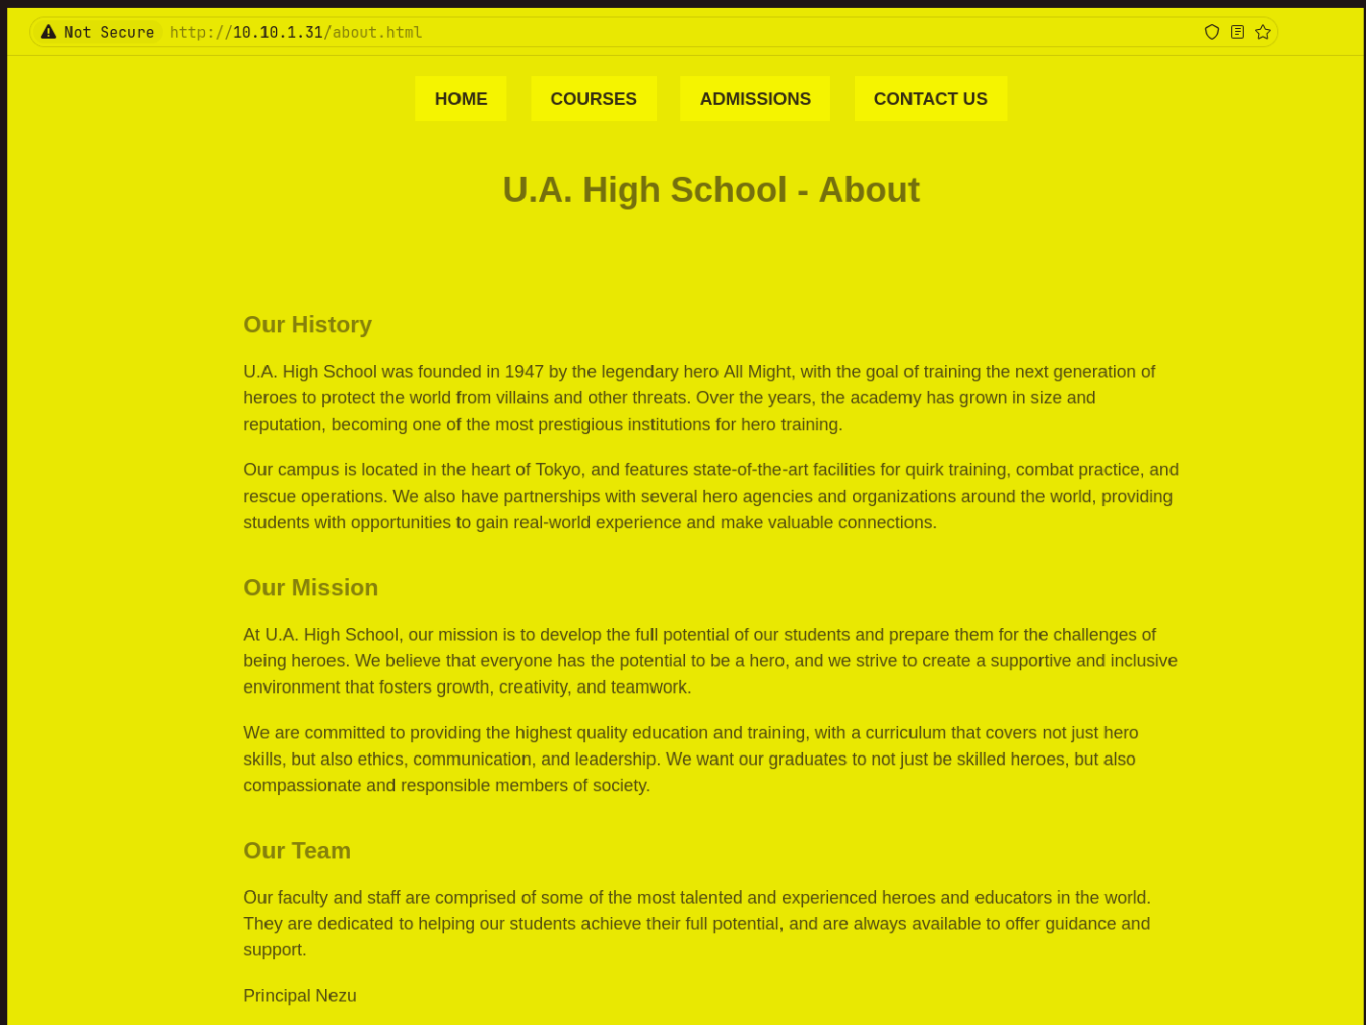 Not Secure http://10.10.1.31/about.html
HOME COURSES ADMISSIONS CONTACT US
U.A. High School - About
Our History
U.A. High School was founded in 1947 by the legendary hero All Might, with the goal of training the next generation of
heroes to protect the world from villains and other threats. Over the years, the academy has grown in size and
reputation, becoming one of the most prestigious institutions for hero training.
Our campus is located in the heart of Tokyo, and features state-of-the-art facilities for quirk training, combat practice, and
rescue operations. We also have partnerships with several hero agencies and organizations around the world, providing
students with opportunities to gain real-world experience and make valuable connections.
Our Mission
At U.A. High School, our mission is to develop the full potential of our students and prepare them for the challenges of
being heroes. We believe that everyone has the potential to be a hero, and we strive to create a supportive and inclusive
environment that fosters growth, creativity, and teamwork.
We are committed to providing the highest quality education and training, with a curriculum that covers not just hero
skills, but also ethics, communication, and leadership. We want our graduates to not just be skilled heroes, but also
compassionate and responsible members of society.
Our Team
Our faculty and staff are comprised of some of the most talented and experienced heroes and educators in the world.
They are dedicated to helping our students achieve their full potential, and are always available to offer guidance and
support.
Principal Nezu